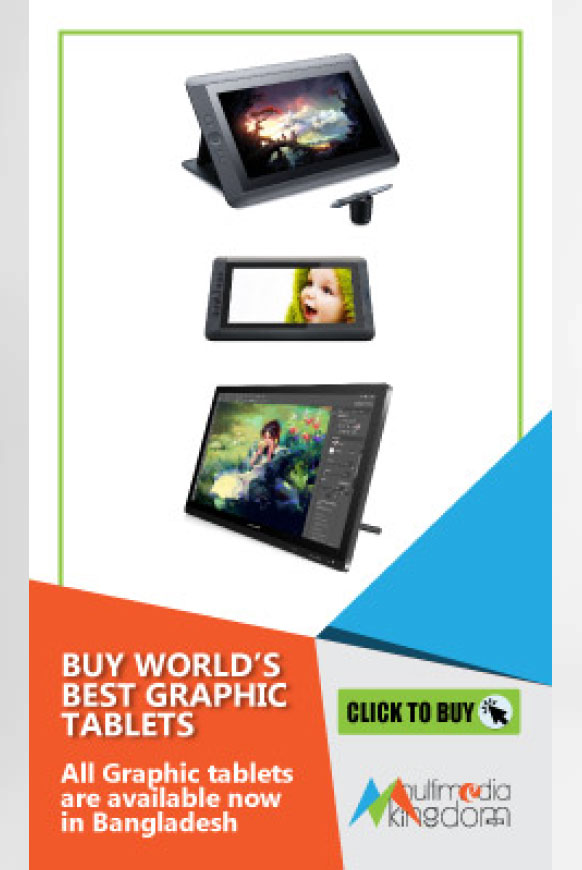 BUY WORLD'S
BEST GRAPHIC
TABLETS
All Graphic tablets
are available now
in Bangladesh
CLICK TO BUY
Multimedia
kingdom